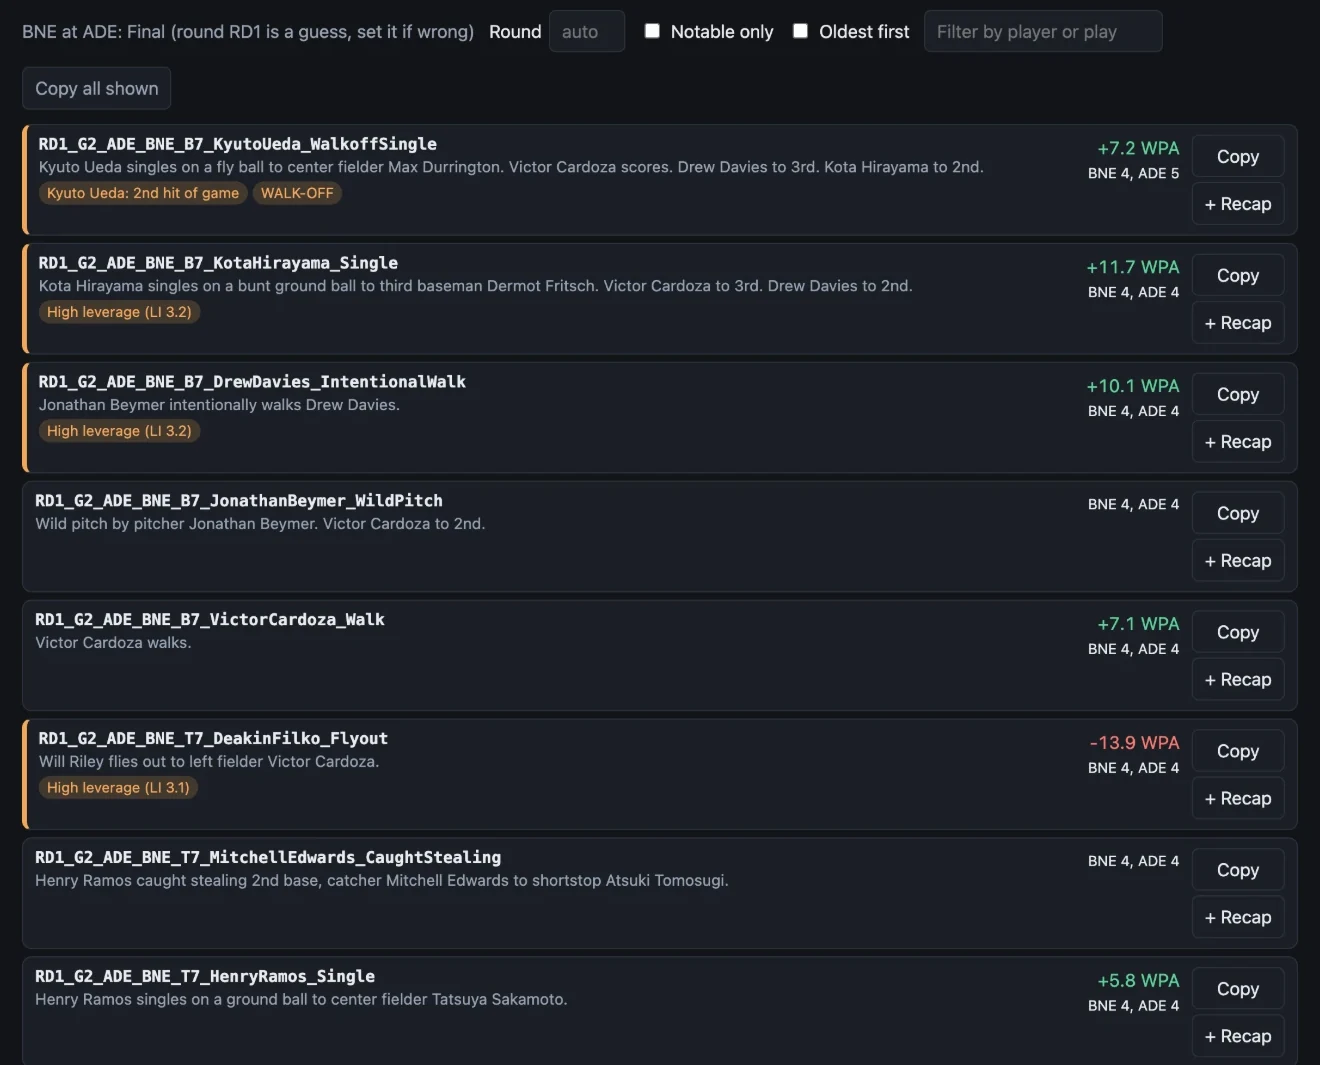 BNE at ADE: Final (round RD1 is a guess, set it if wrong) Round auto Notable only Oldest first Filter by player or play
Copy all shown
RD1_G2_ADE_BNE_B7_KyutoUeda_WalkoffSingle
Kyuto Ueda singles on a fly ball to center fielder Max Durrington. Victor Cardoza scores. Drew Davies to 3rd. Kota Hirayama to 2nd.
Kyuto Ueda: 2nd hit of game WALK-OFF
+7.2 WPA
BNE 4, ADE 5
Copy
+ Recap
RD1_G2_ADE_BNE_B7_KotaHirayama_Single
Kota Hirayama singles on a bunt ground ball to third baseman Dermot Fritsch. Victor Cardoza to 3rd. Drew Davies to 2nd.
High leverage (LI 3.2)
+11.7 WPA
BNE 4, ADE 4
Copy
+ Recap
RD1_G2_ADE_BNE_B7_DrewDavies_IntentionalWalk
Jonathan Beymer intentionally walks Drew Davies.
High leverage (LI 3.2)
+10.1 WPA
BNE 4, ADE 4
Copy
+ Recap
RD1_G2_ADE_BNE_B7_JonathanBeymer_WildPitch
Wild pitch by pitcher Jonathan Beymer. Victor Cardoza to 2nd.
BNE 4, ADE 4
Copy
+ Recap
RD1_G2_ADE_BNE_B7_VictorCardoza_Walk
Victor Cardoza walks.
+7.1 WPA
BNE 4, ADE 4
Copy
+ Recap
RD1_G2_ADE_BNE_T7_DeakinFilko_Flyout
Will Riley flies out to left fielder Victor Cardoza.
High leverage (LI 3.1)
-13.9 WPA
BNE 4, ADE 4
Copy
+ Recap
RD1_G2_ADE_BNE_T7_MitchellEdwards_CaughtStealing
Henry Ramos caught stealing 2nd base, catcher Mitchell Edwards to shortstop Atsuki Tomosugi.
BNE 4, ADE 4
Copy
+ Recap
RD1_G2_ADE_BNE_T7_HenryRamos_Single
Henry Ramos singles on a ground ball to center fielder Tatsuya Sakamoto.
+5.8 WPA
BNE 4, ADE 4
Copy
+ Recap